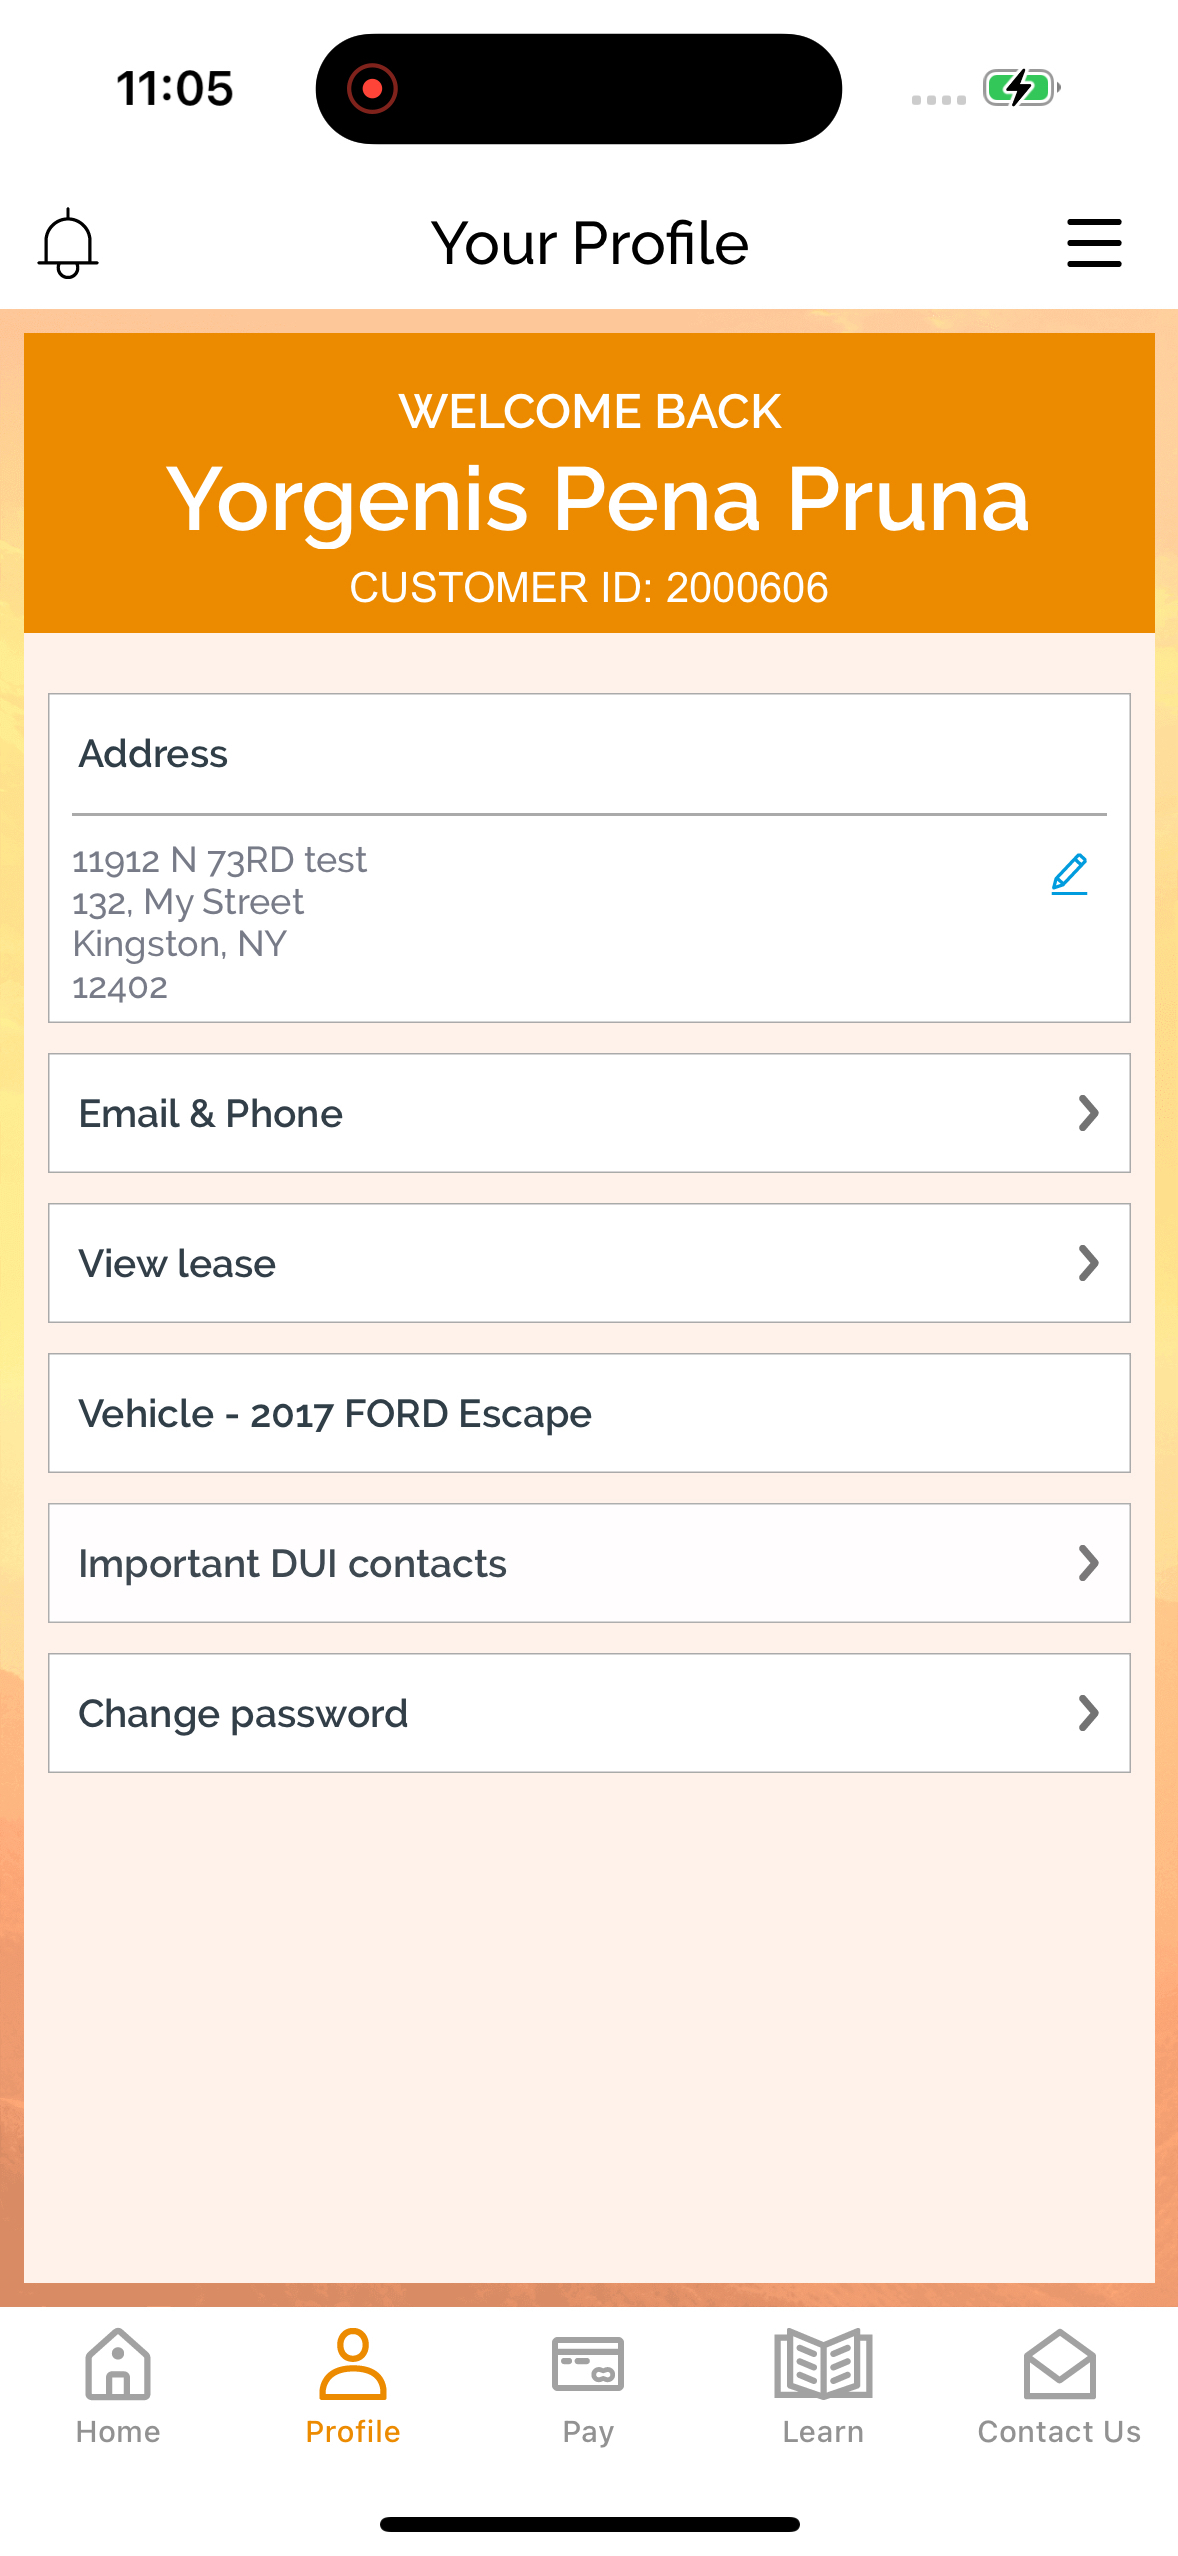 11:05
Your Profile
WELCOME BACK
Yorgenis Pena Pruna
CUSTOMER ID: 2000606
Address
11912 N 73RD test
132, My Street
Kingston, NY
12402
Email & Phone
View lease
Vehicle - 2017 FORD Escape
Important DUI contacts
Change password
Home
Profile
Pay
Learn
Contact Us